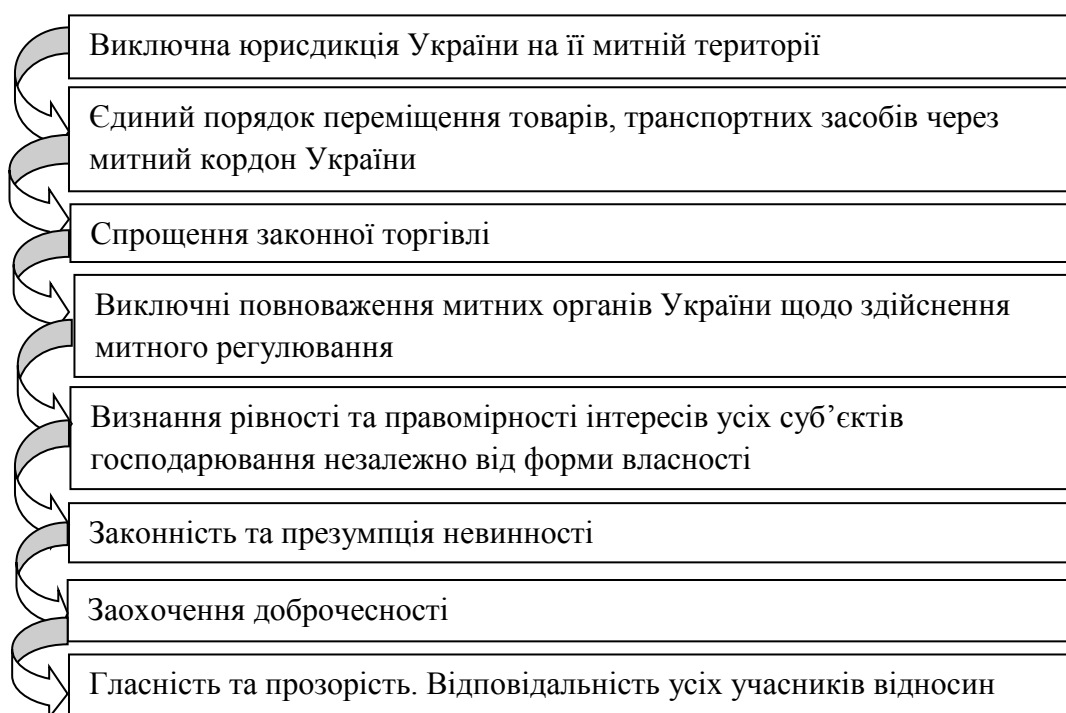 Виключна юрисдикція України на її митній території
Єдиний порядок переміщення товарів, транспортних засобів через
митний кордон України
Спрощення законної торгівлі
Виключні повноваження митних органів України щодо здійснення
митного регулювання
Визнання рівності та правомірності інтересів усіх суб’єктів
господарювання незалежно від форми власності
Законність та презумпція невинності
Заохочення доброчесності
Гласність та прозорість. Відповідальність усіх учасників відносин